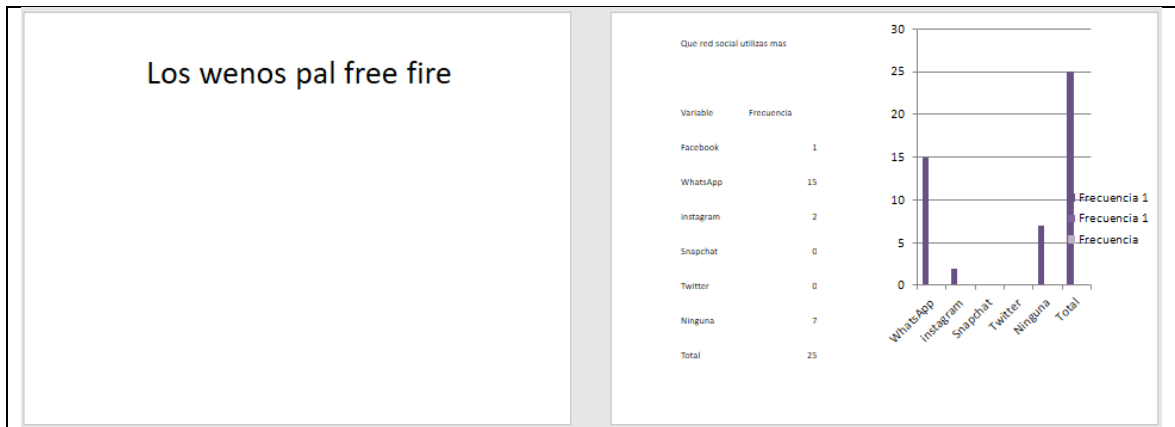 Los wenos pal free fire
Que red social utilizas mas
Variable Frecuencia
Facebook 1
WhatsApp 15
instagram 2
Snapchat 0
Twitter 0
Ninguna 7
Total 25
30
25
20
15
10
5
0
WhatsApp
instagram
Snapchat
Twitter
Ninguna
Total
Frecuencia 1
Frecuencia 1
Frecuencia